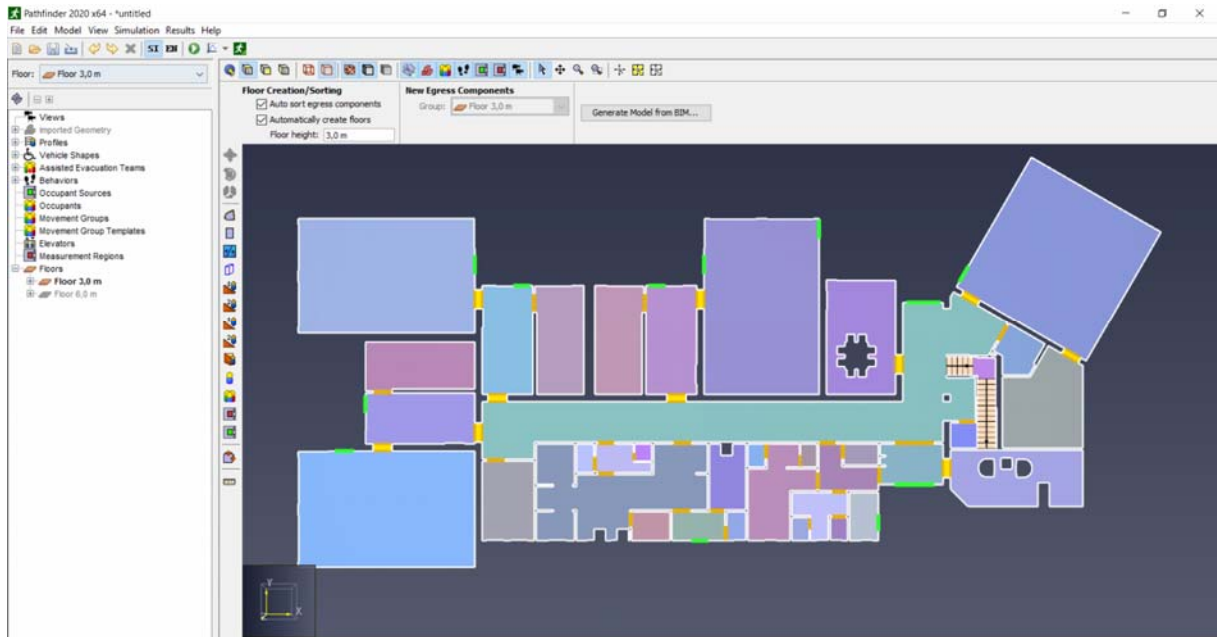 Pathfinder 2020 x64 - *untitled
File Edit Model View Simulation Results Help
SI EN
Floor: Floor 3,0 m
Floor Creation/Sorting
Auto sort egress components
Automatically create floors
Floor height: 3,0 m
New Egress Components
Group: Floor 3,0 m
Generate Model from BIM...
Views
Imported Geometry
Profiles
Vehicle Shapes
Assisted Evacuation Teams
Behaviors
Occupant Sources
Occupants
Movement Groups
Movement Group Templates
Elevators
Measurement Regions
Floors
Floor 3,0 m
Floor 6,0 m
Y
Z
X